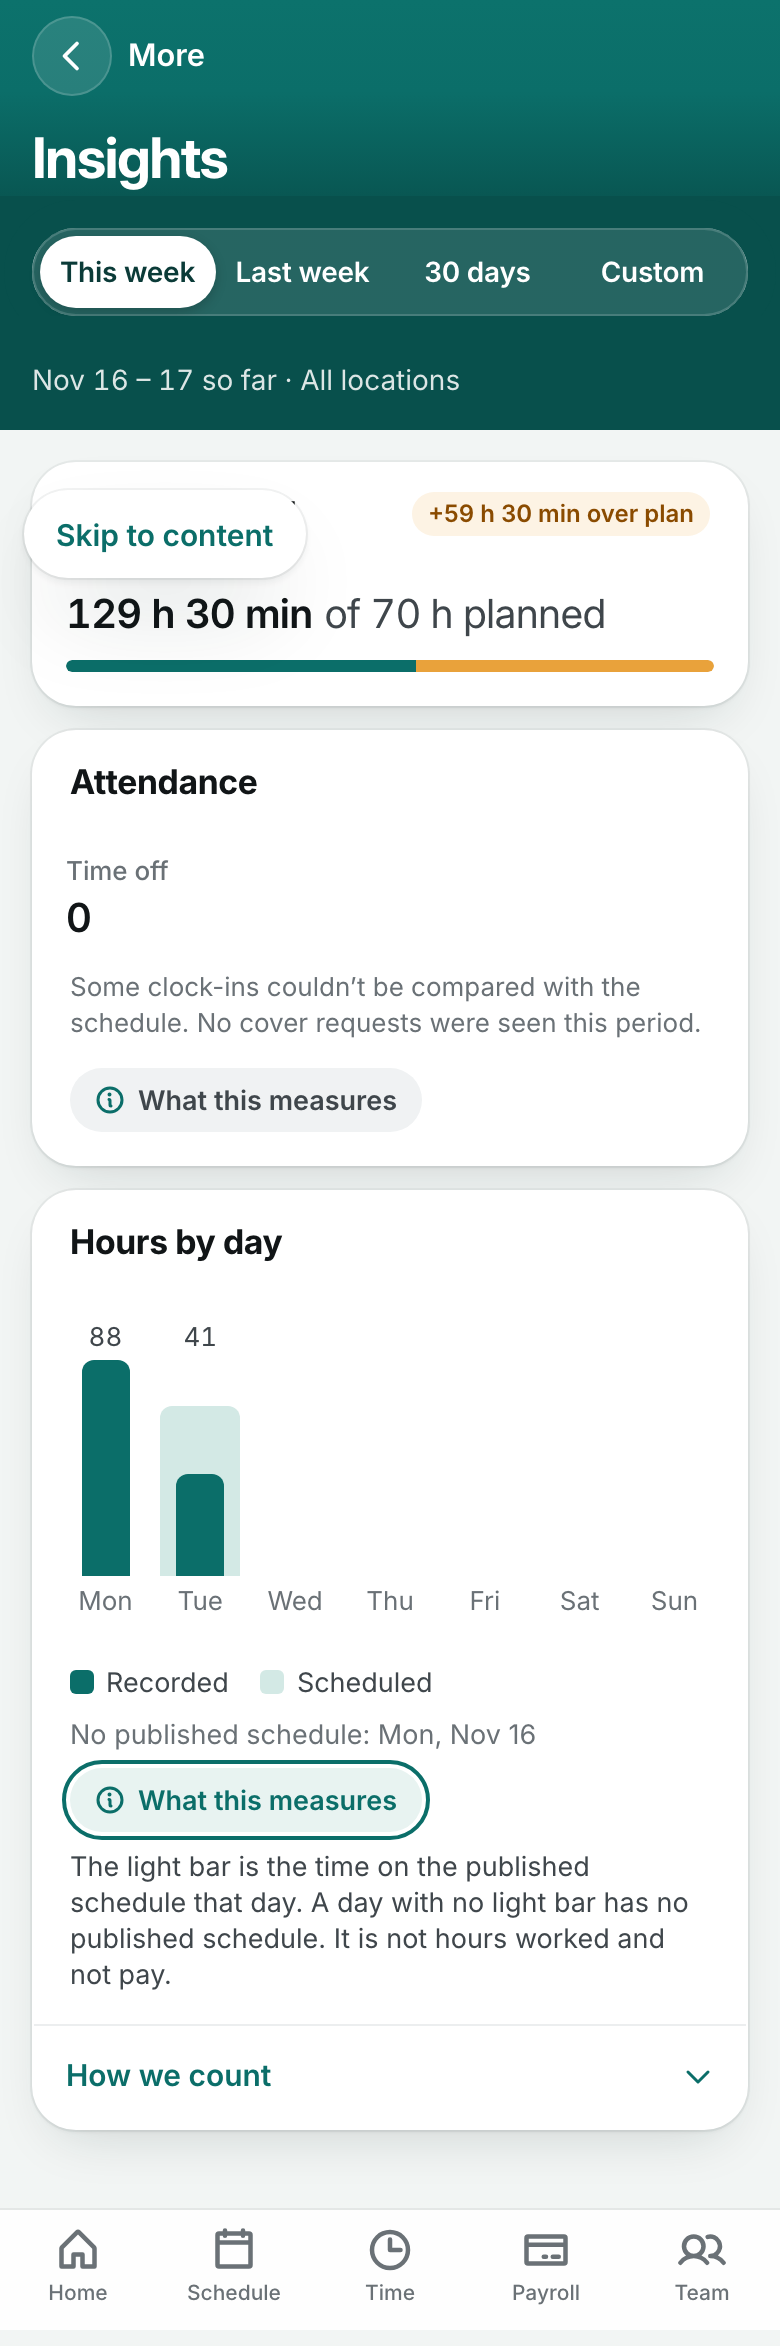 More
Insights
This week
Last week
30 days
Custom
Nov 16 – 17 so far · All locations
Skip to content
+59 h 30 min over plan
129 h 30 min of 70 h planned
Attendance
Time off
0
Some clock-ins couldn’t be compared with the
schedule. No cover requests were seen this period.
What this measures
Hours by day
88
41
Mon
Tue
Wed
Thu
Fri
Sat
Sun
Recorded
Scheduled
No published schedule: Mon, Nov 16
What this measures
The light bar is the time on the published
schedule that day. A day with no light bar has no
published schedule. It is not hours worked and
not pay.
How we count
Home
Schedule
Time
Payroll
Team